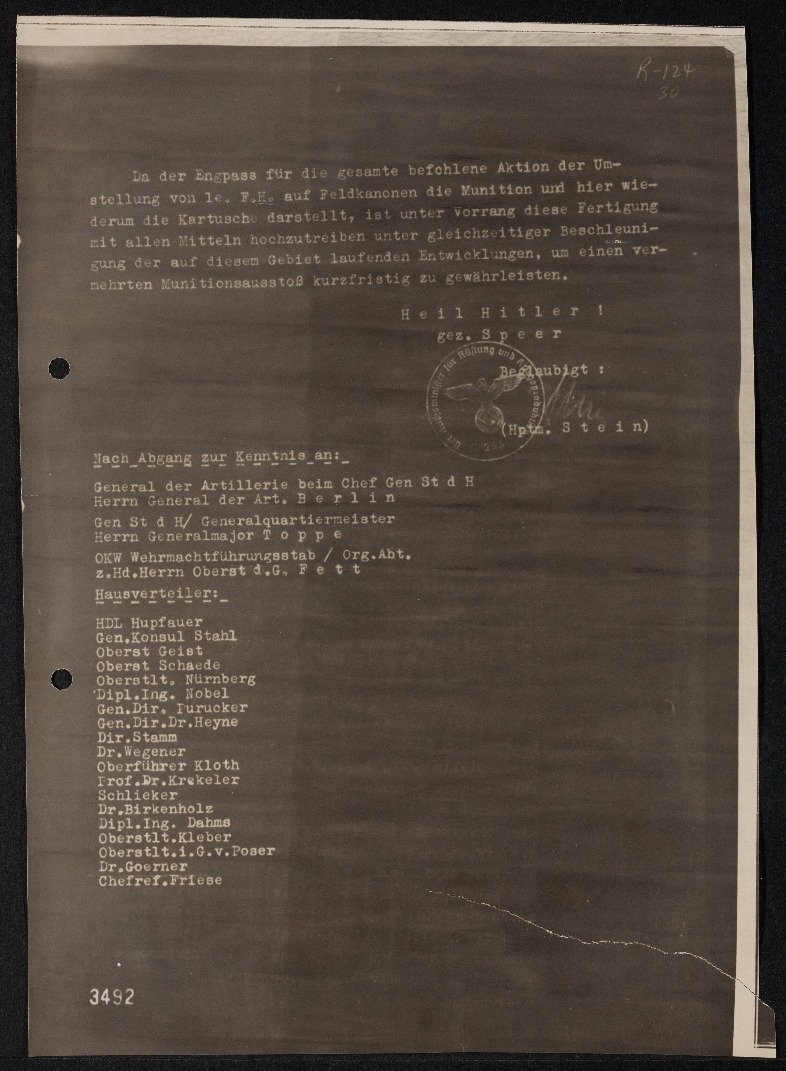 R-124
30
Da der Engpass für die gesamte befohlene Aktion der Um-
stellung von le. F.H. auf Feldkanonen die Munition und hier wie-
derum die Kartusche darstellt, ist unter Vorrang diese Fertigung
mit allen Mitteln hochzutreiben unter gleichzeitiger Beschleuni-
gung der auf diesem Gebiet laufenden Entwicklungen, um einen ver-
mehrten Munitionsausstoß kurzfristig zu gewährleisten.
Heil Hitler !
gez. Speer
Beglaubigt :
(Hptm. Stein)
Nach Abgang zur Kenntnis an:
General der Artillerie beim Chef Gen St d H
Herrn General der Art. Berlin
Gen St d H/ Generalquartiermeister
Herrn Generalmajor Toppe
OKW Wehrmachtführungsstab / Org.Abt.
z.Hd.Herrn Oberst d.G. Fett
Hausverteiler:
HDL Hupfauer
Gen.Konsul Stahl
Oberst Geist
Oberst Schaede
Oberstlt. Nürnberg
Dipl.Ing. Nobel
Gen.Dir. Purucker
Gen.Dir.Dr.Heyne
Dir.Stamm
Dr.Wegener
Oberführer Kloth
Prof.Dr.Krekeler
Schlieker
Dr.Birkenholz
Dipl.Ing. Dahms
Oberstlt.Kleber
Oberstlt.i.G.v.Poser
Dr.Goerner
Chefref.Friese
3492